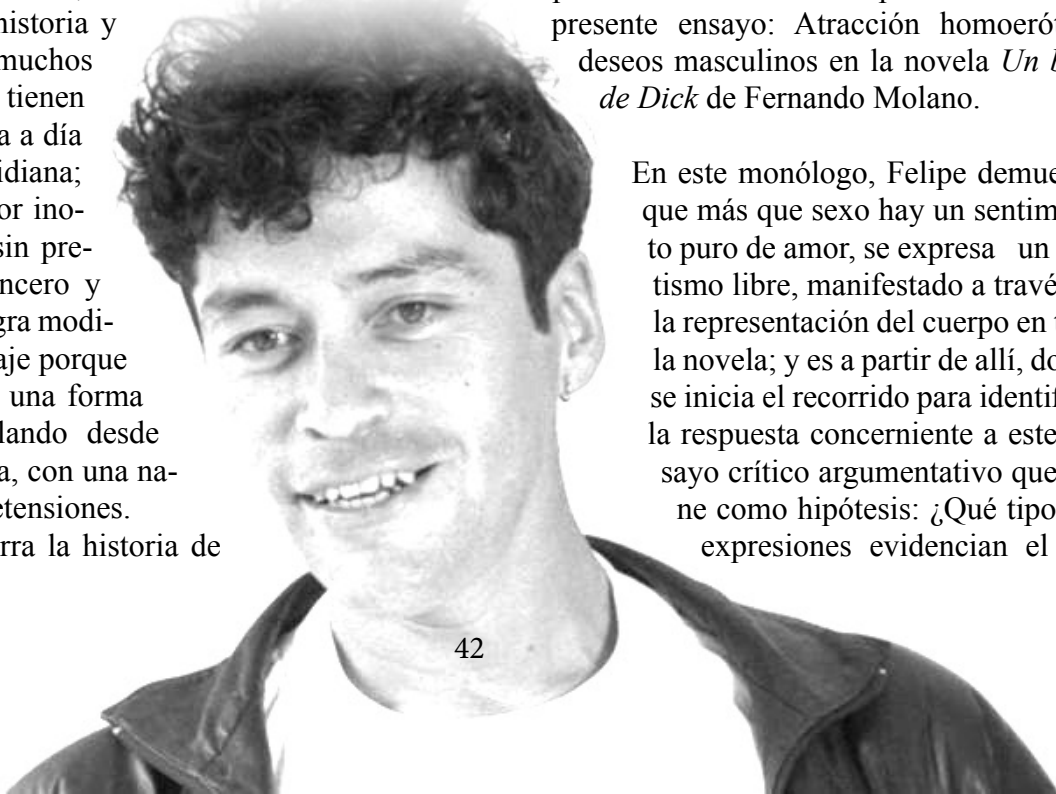 historia y
muchos
tienen
a a día
idiana;
or ino-
sin pre-
ncero y
gra modi-
aje porque
una forma
lando desde
a, con una na-
etensiones.
rra la historia de
presente ensayo: Atracción homoeró
deseos masculinos en la novela Un
de Dick de Fernando Molano.
En este monólogo, Felipe demue
que más que sexo hay un sentim
to puro de amor, se expresa un
tismo libre, manifestado a travé
la representación del cuerpo en
la novela; y es a partir de allí, do
se inicia el recorrido para identif
la respuesta concerniente a este
sayo crítico argumentativo que
ne como hipótesis: ¿Qué tipo
expresiones evidencian el
42